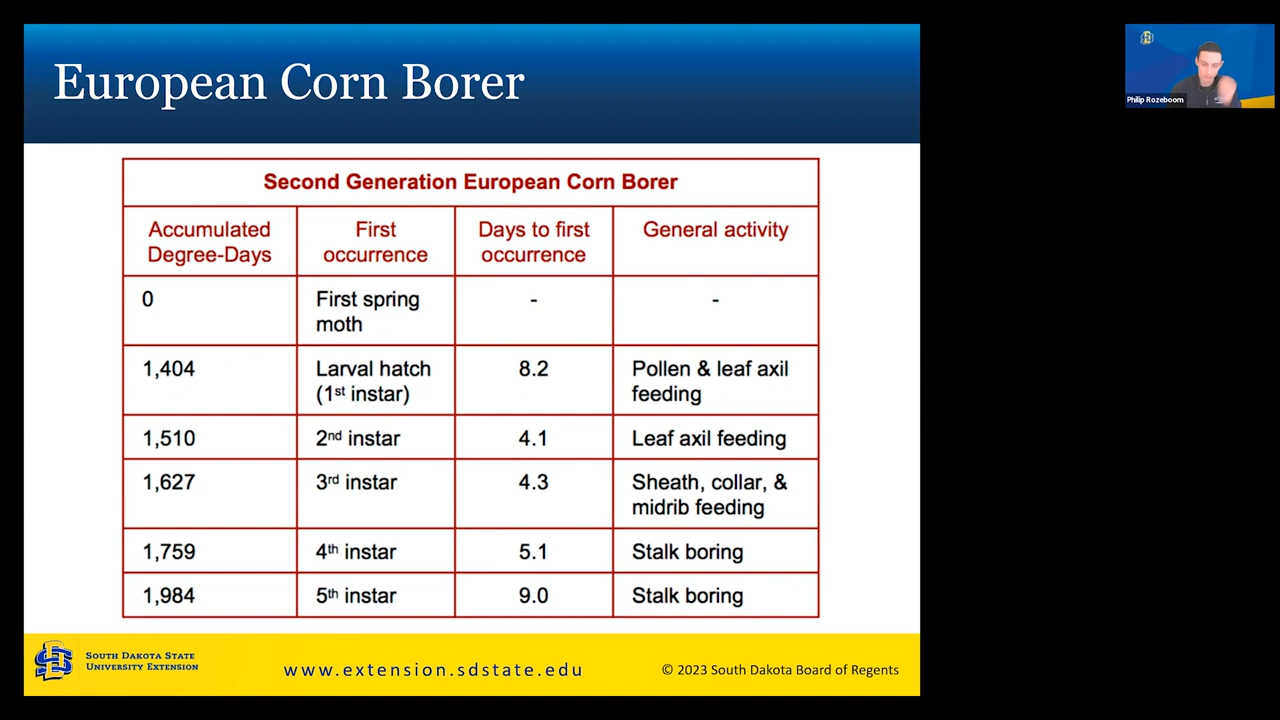 European Corn Borer
Philip Rozeboom
Second Generation European Corn Borer
Accumulated Degree-Days First occurrence Days to first occurrence General activity
0 First spring moth - -
1,404 Larval hatch (1st instar) 8.2 Pollen & leaf axil feeding
1,510 2nd instar 4.1 Leaf axil feeding
1,627 3rd instar 4.3 Sheath, collar, & midrib feeding
1,759 4th instar 5.1 Stalk boring
1,984 5th instar 9.0 Stalk boring
SOUTH DAKOTA STATE
UNIVERSITY EXTENSION
www.extension.sdstate.edu
© 2023 South Dakota Board of Regents